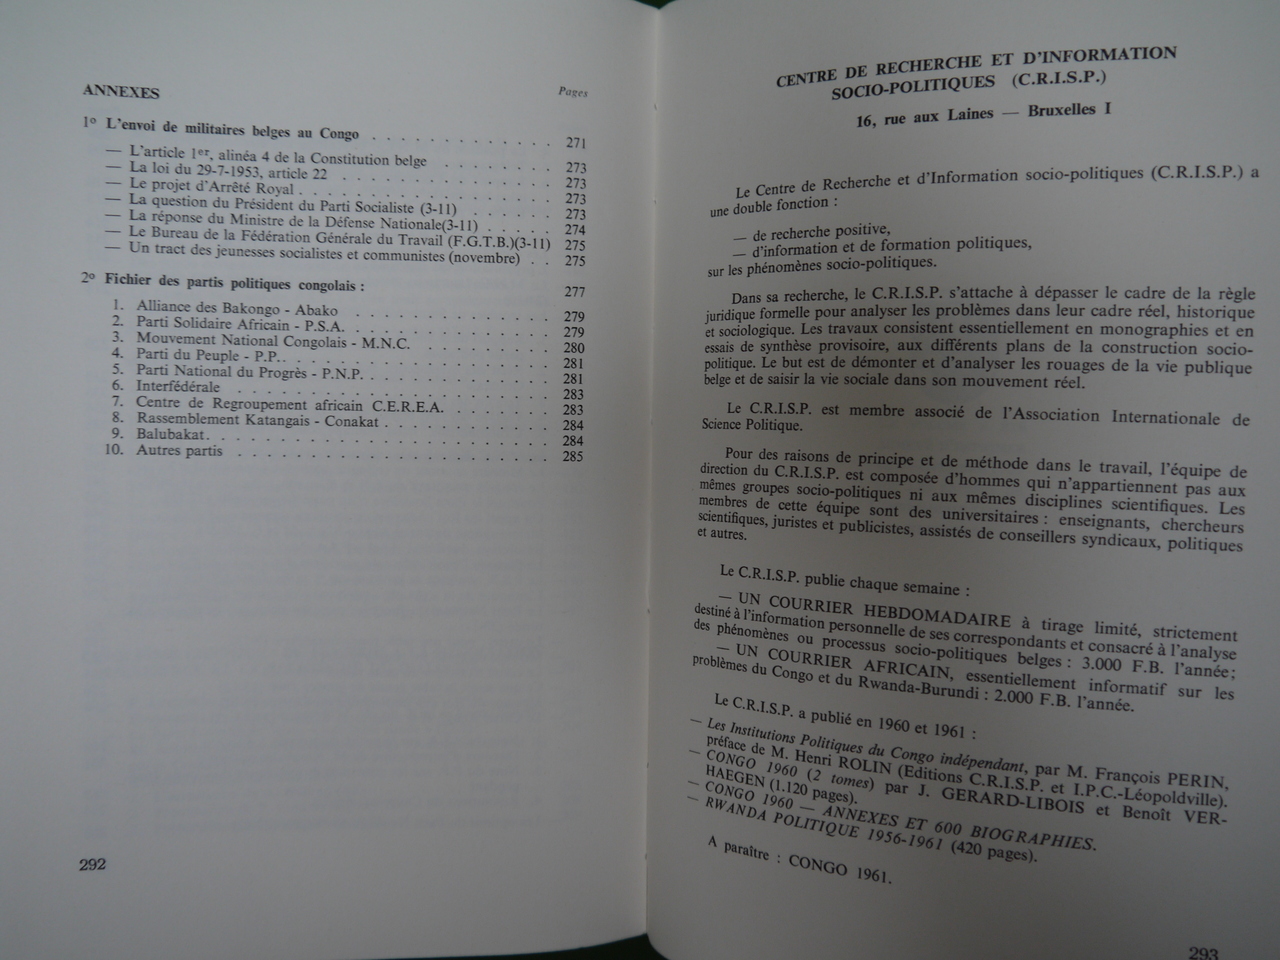 ANNEXES
Pages
1º L'envoi de militaires belges au Congo . . . . . . . . . . . . 271
— L'article 1er, alinéa 4 de la Constitution belge . . . . . . . 273
— La loi du 29-7-1953, article 22 . . . . . . . . . . . . . 273
— Le projet d'Arrêté Royal . . . . . . . . . . . . . . . 273
— La question du Président du Parti Socialiste (3-11) . . . . . 273
— La réponse du Ministre de la Défense Nationale(3-11) . . . . . 274
— Le Bureau de la Fédération Générale du Travail (F.G.T.B.)(3-11) 275
— Un tract des jeunesses socialistes et communistes (novembre) . . 275
2º Fichier des partis politiques congolais : 277
1. Alliance des Bakongo - Abako . . . . . . . . . . . . 279
2. Parti Solidaire Africain - P.S.A. . . . . . . . . . . . . 279
3. Mouvement National Congolais - M.N.C. . . . . . . . . . 280
4. Parti du Peuple - P.P. . . . . . . . . . . . . . . . 281
5. Parti National du Progrès - P.N.P. . . . . . . . . . . . 281
6. Interfédérale . . . . . . . . . . . . . . . . . . 283
7. Centre de Regroupement africain C.E.R.E.A. . . . . . . . 283
8. Rassemblement Katangais - Conakat . . . . . . . . . . . 284
9. Balubakat . . . . . . . . . . . . . . . . . . . 284
10. Autres partis . . . . . . . . . . . . . . . . . . 285
292
CENTRE DE RECHERCHE ET D'INFORMATION
SOCIO-POLITIQUES (C.R.I.S.P.)
16, rue aux Laines — Bruxelles I
Le Centre de Recherche et d'Information socio-politiques (C.R.I.S.P.) a
une double fonction :
— de recherche positive,
— d'information et de formation politiques,
sur les phénomènes socio-politiques.
Dans sa recherche, le C.R.I.S.P. s'attache à dépasser le cadre de la règle
juridique formelle pour analyser les problèmes dans leur cadre réel, historique
et sociologique. Les travaux consistent essentiellement en monographies et en
essais de synthèse provisoire, aux différents plans de la construction socio-
politique. Le but est de démonter et d'analyser les rouages de la vie publique
belge et de saisir la vie sociale dans son mouvement réel.
Le C.R.I.S.P. est membre associé de l'Association Internationale de
Science Politique.
Pour des raisons de principe et de méthode dans le travail, l'équipe de
direction du C.R.I.S.P. est composée d'hommes qui n'appartiennent pas aux
mêmes groupes socio-politiques ni aux mêmes disciplines scientifiques. Les
membres de cette équipe sont des universitaires : enseignants, chercheurs
scientifiques, juristes et publicistes, assistés de conseillers syndicaux, politiques
et autres.
Le C.R.I.S.P. publie chaque semaine :
— UN COURRIER HEBDOMADAIRE à tirage limité, strictement
destiné à l'information personnelle de ses correspondants et consacré à l'analyse
des phénomènes ou processus socio-politiques belges : 3.000 F.B. l'année;
— UN COURRIER AFRICAIN, essentiellement informatif sur les
problèmes du Congo et du Rwanda-Burundi : 2.000 F.B. l'année.
Le C.R.I.S.P. a publié en 1960 et 1961 :
— Les Institutions Politiques du Congo indépendant, par M. François PERIN,
préface de M. Henri ROLIN (Editions C.R.I.S.P. et I.P.C.-Léopoldville).
— CONGO 1960 (2 tomes) par J. GERARD-LIBOIS et Benoît VER-
HAEGEN (1.120 pages).
— CONGO 1960 — ANNEXES ET 600 BIOGRAPHIES.
— RWANDA POLITIQUE 1956-1961 (420 pages).
A paraître : CONGO 1961.
293